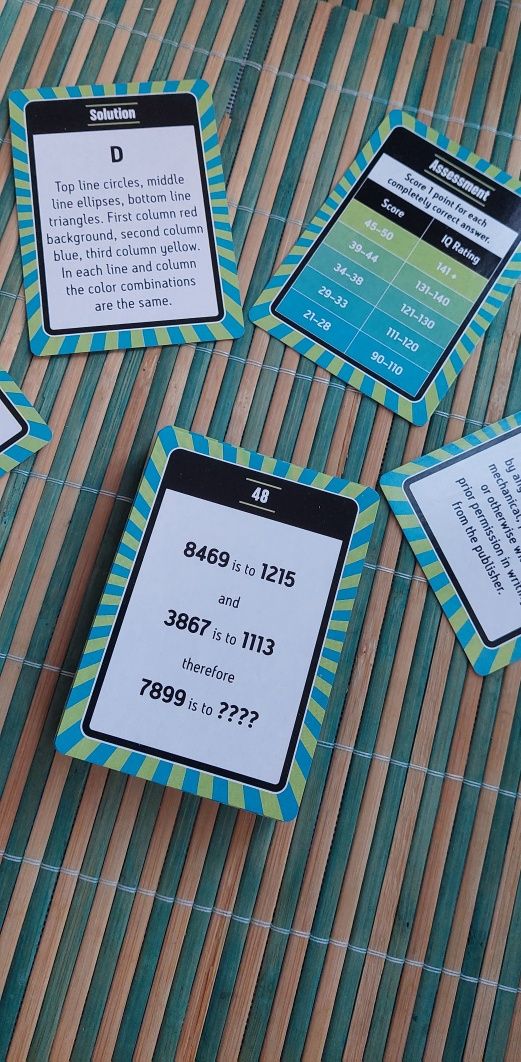 Solution
D
Top line circles, middle
line ellipses, bottom line
triangles. First column red
background, second column
blue, third column yellow.
In each line and column
the color combinations
are the same.
Assessment
Score 1 point for each
completely correct answer.
Score IQ Rating
45-50 141 +
39-44 131-140
34-38 121-130
29-33 111-120
21-28 90-110
48
8469 is to 1215
and
3867 is to 1113
therefore
7899 is to ????
by
mechanical,
or otherwise
prior permission in
from the publisher.